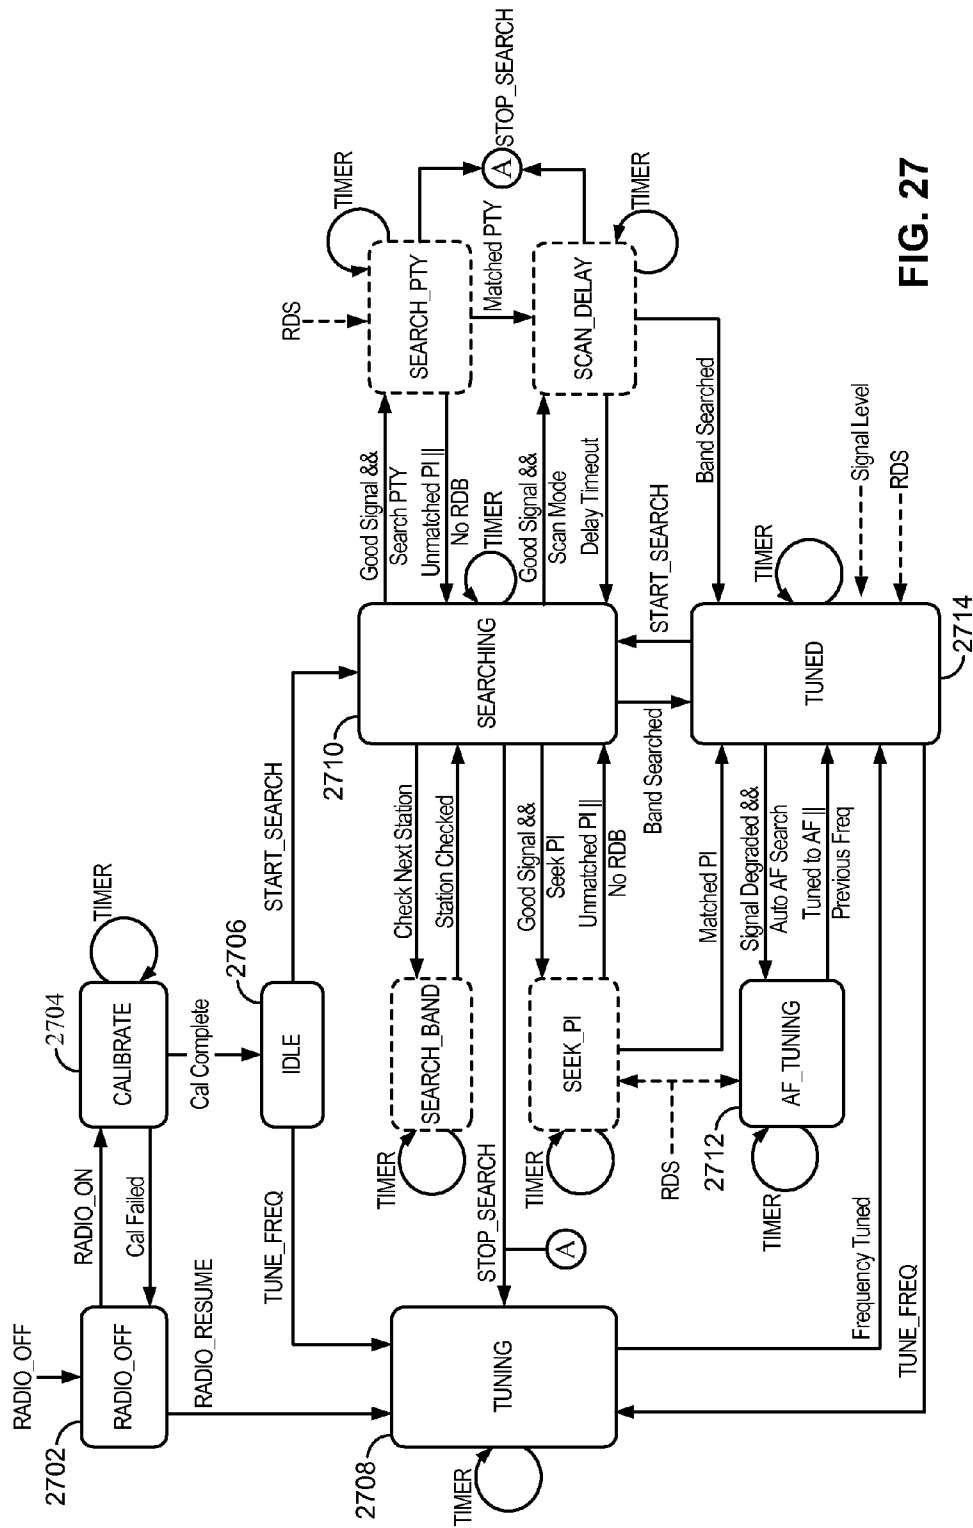 RADIO_OFF
2702
RADIO_OFF
RADIO_ON
Cal Failed
2704
CALIBRATE
TIMER
RADIO_RESUME
Cal Complete
2706
IDLE
TUNE_FREQ
START_SEARCH
2708
TUNING
TIMER
STOP_SEARCH
A
TIMER
SEARCH_BAND
Check Next Station
Station Checked
2710
SEARCHING
TIMER
Good Signal &&
Search PTY
Unmatched PI ||
No RDB
RDS
SEARCH_PTY
TIMER
Matched PTY
A
STOP_SEARCH
TIMER
SEEK_PI
Good Signal &&
Seek PI
Unmatched PI ||
No RDB
Good Signal &&
Scan Mode
Delay Timeout
SCAN_DELAY
TIMER
RDS
Matched PI
Band Searched
START_SEARCH
Band Searched
2712
AF_TUNING
TIMER
Signal Degraded &&
Auto AF Search
Tuned to AF ||
Previous Freq
TUNED
TIMER
Signal Level
RDS
2714
Frequency Tuned
TUNE_FREQ
FIG. 27